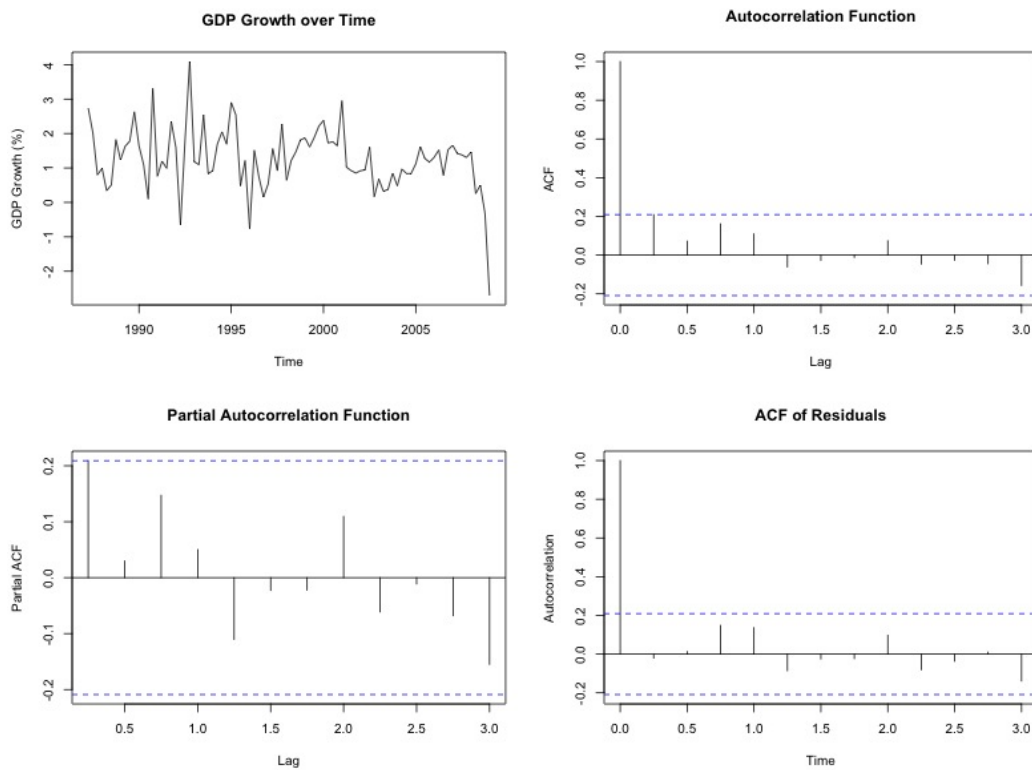 GDP Growth over Time
GDP Growth (%)
4
3
2
1
0
-1
-2
1990 1995 2000 2005
Time
Autocorrelation Function
ACF
1.0
0.8
0.6
0.4
0.2
0.0
-0.2
0.0 0.5 1.0 1.5 2.0 2.5 3.0
Lag
Partial Autocorrelation Function
Partial ACF
0.2
0.1
0.0
-0.1
-0.2
0.5 1.0 1.5 2.0 2.5 3.0
Lag
ACF of Residuals
Autocorrelation
1.0
0.8
0.6
0.4
0.2
0.0
-0.2
0.0 0.5 1.0 1.5 2.0 2.5 3.0
Time